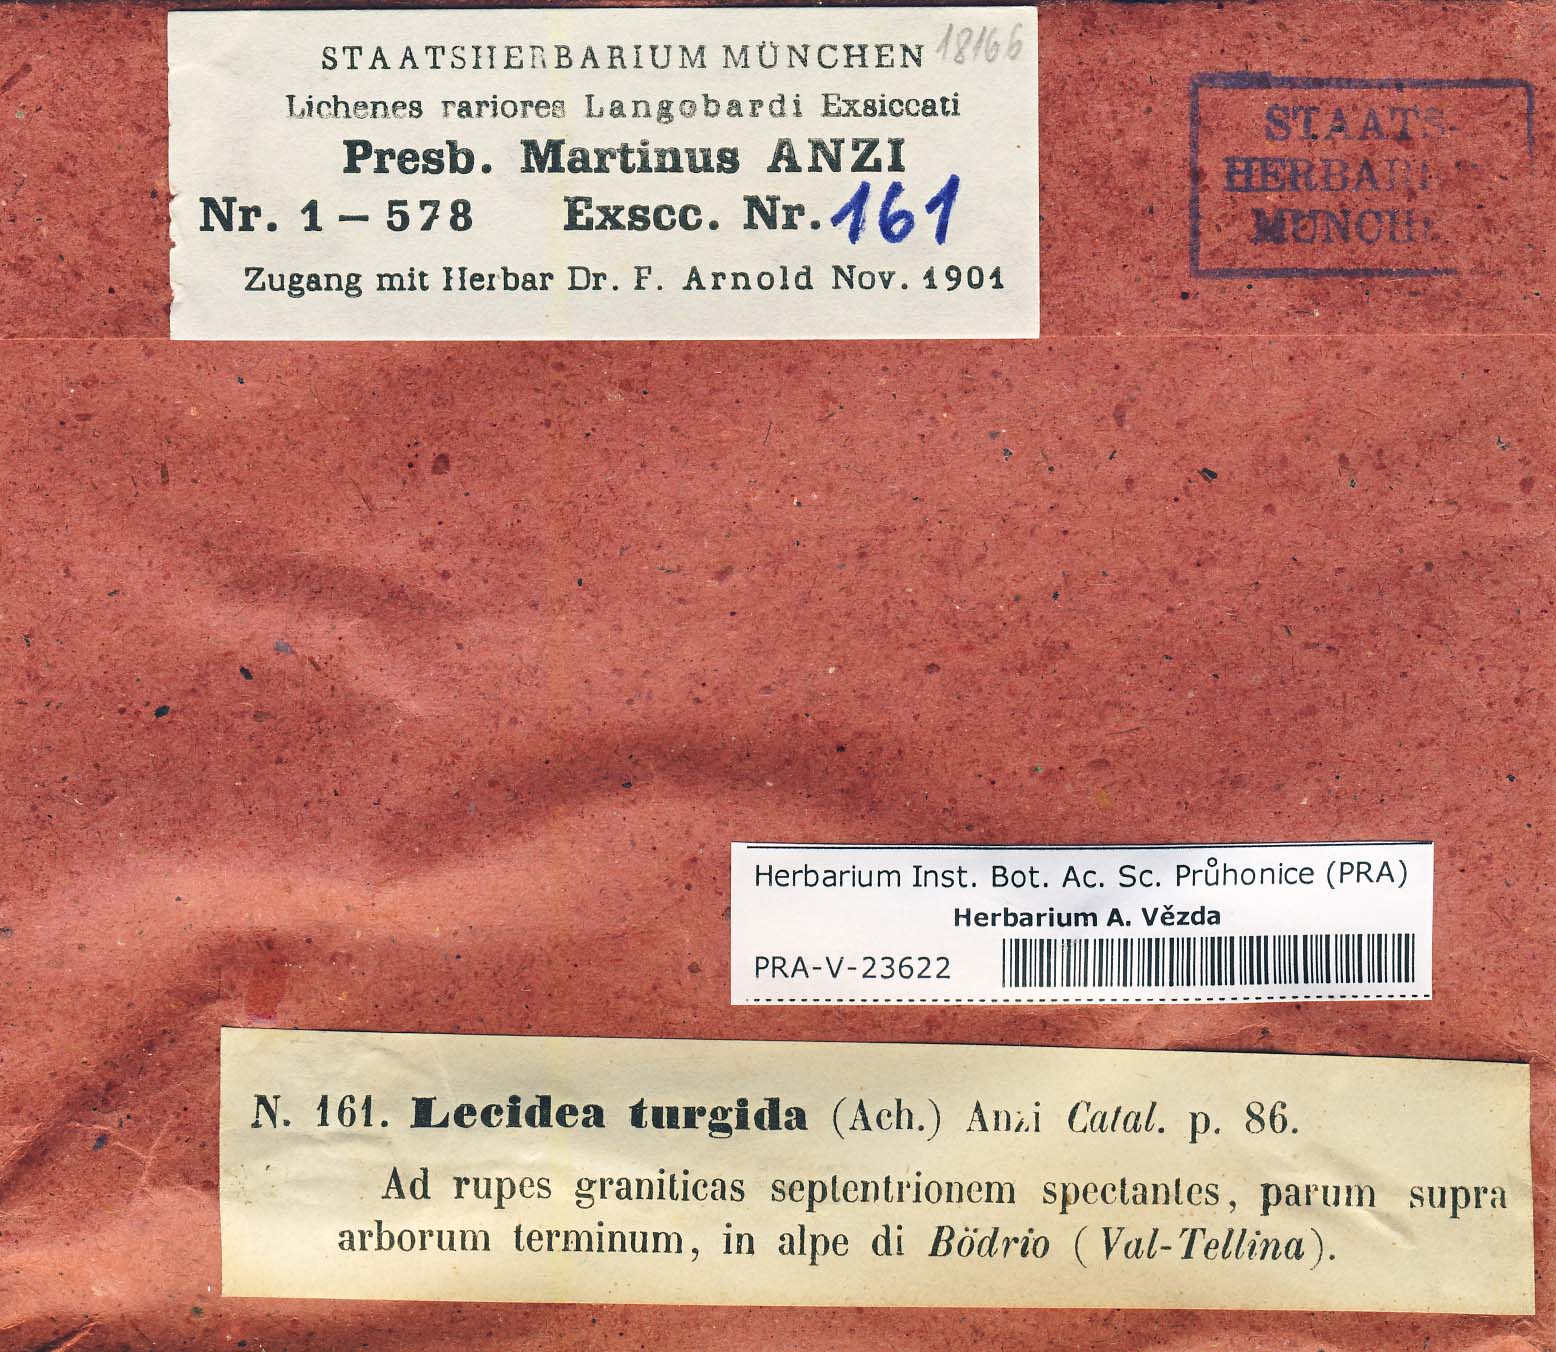 STAATSHERBARIUM MÜNCHEN 18166
Lichenes rariores Langobardi Exsiccati
Presb. Martinus ANZI
Nr. 1 – 578 Exscc. Nr. 161
Zugang mit Herbar Dr. F. Arnold Nov. 1901
STAATS-
Herbarium Inst. Bot. Ac. Sc. Průhonice (PRA)
Herbarium A. Vězda
PRA-V-23622
N. 161. Lecidea turgida (Ach.) Anzi Catal. p. 86.
Ad rupes graniticas septentrionem spectantes, parum supra
arborum terminum, in alpe di Bödrio (Val-Tellina).